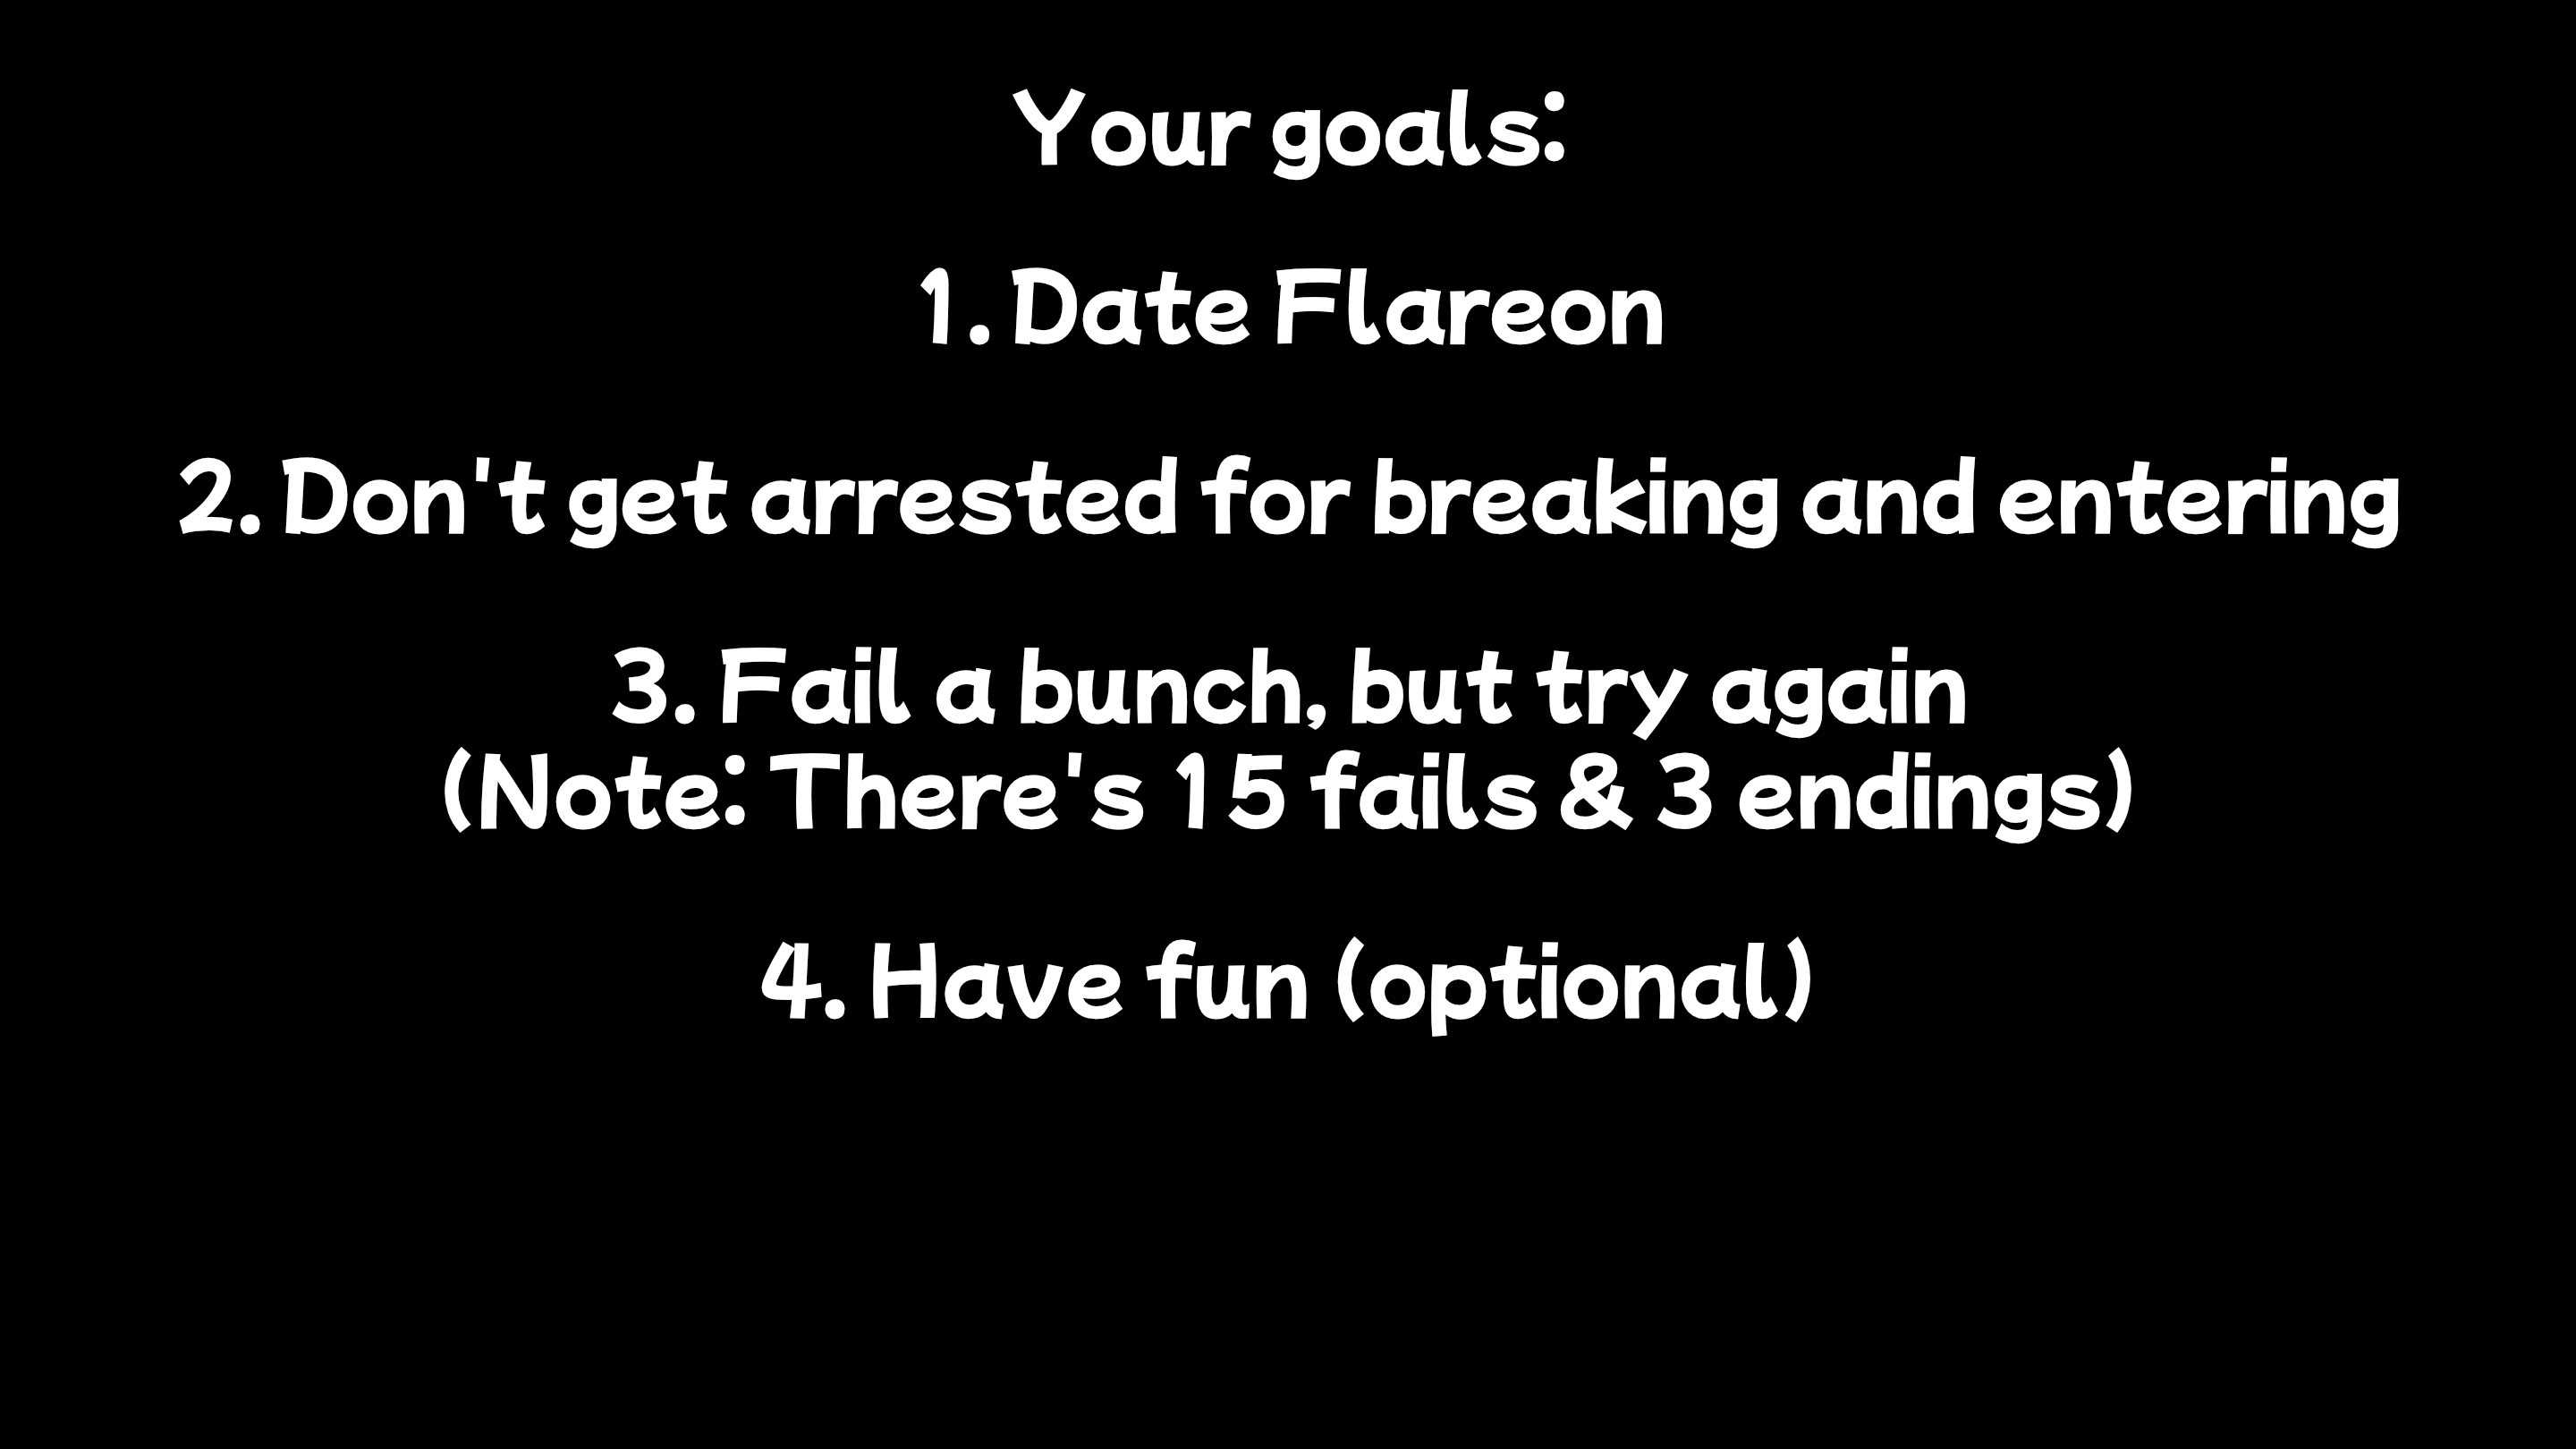 Your goals:
1. Date Flareon
2. Don't get arrested for breaking and entering
3. Fail a bunch, but try again
(Note: There's 15 fails & 3 endings)
4. Have fun (optional)